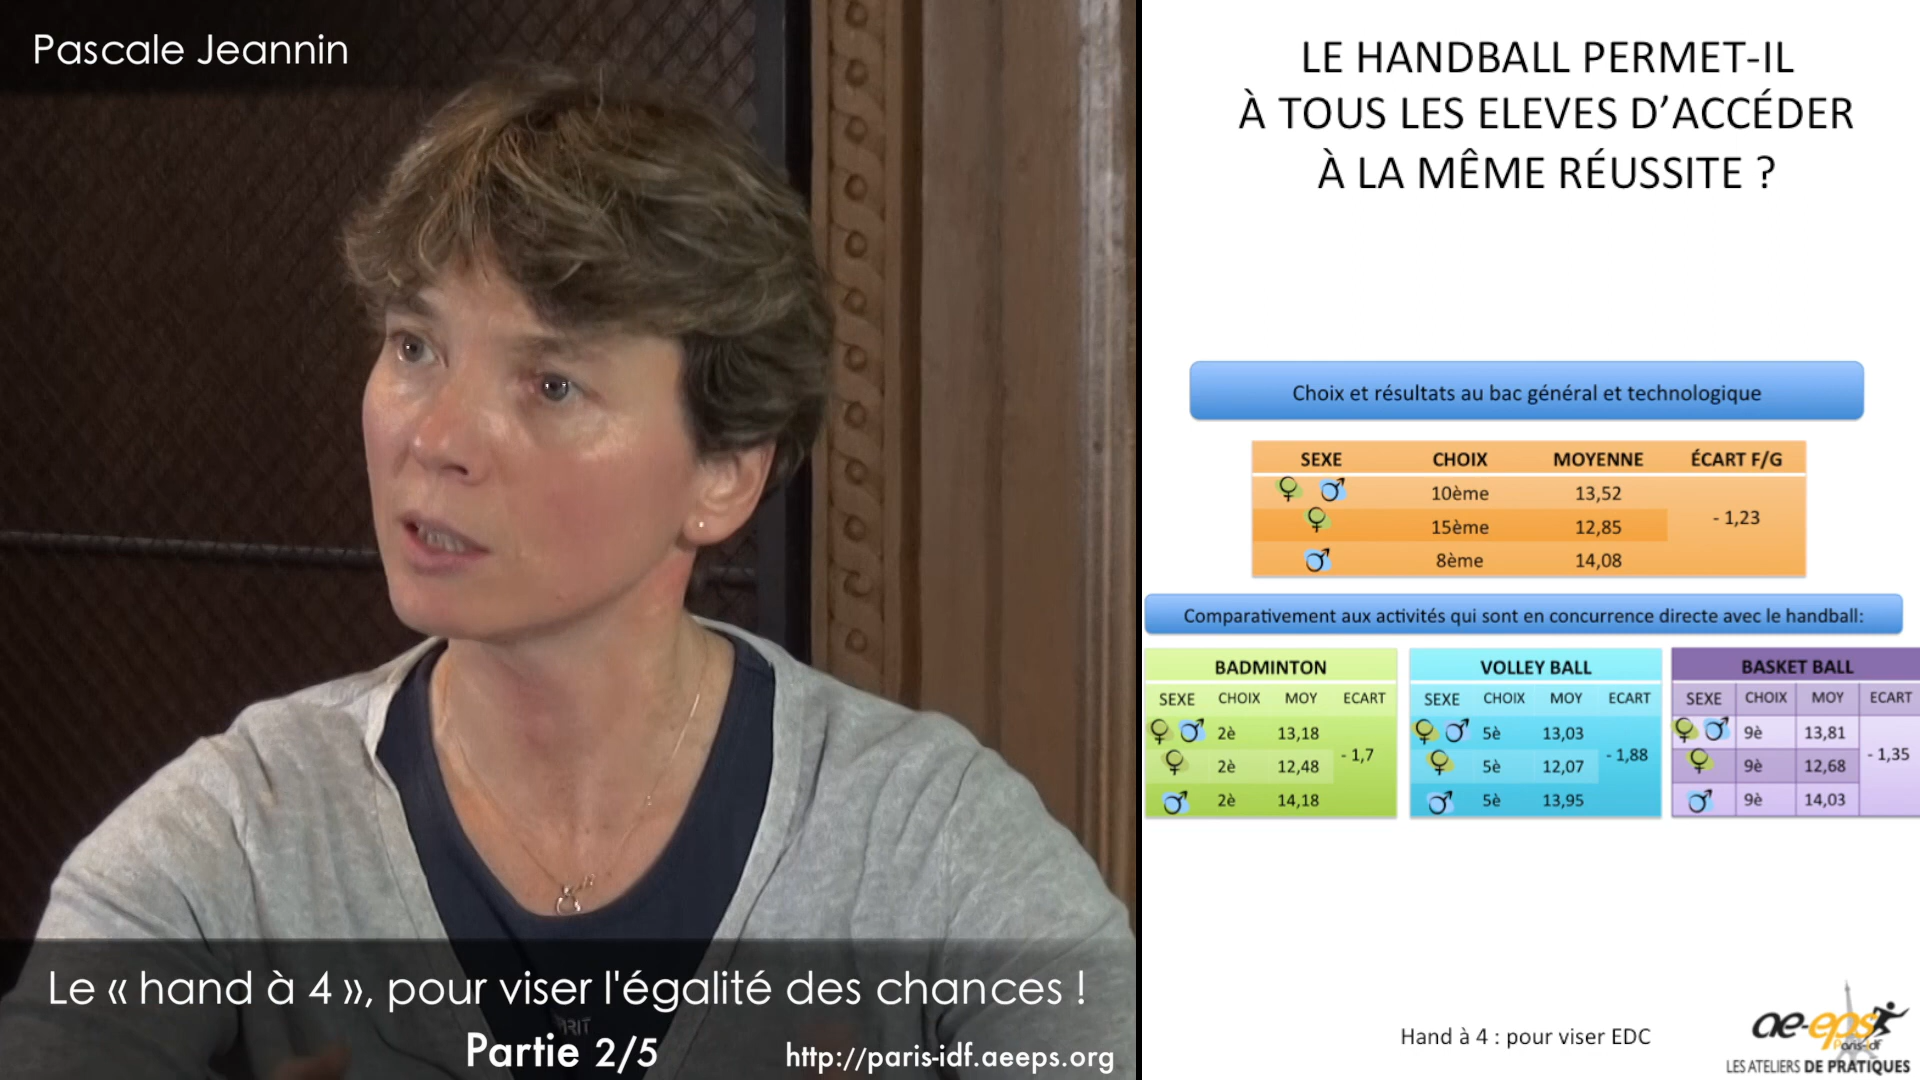 Pascale Jeannin
Le « hand à 4 », pour viser l'égalité des chances !
Partie 2/5
http://paris-idf.aeeps.org
LE HANDBALL PERMET-IL
À TOUS LES ELEVES D’ACCÉDER
À LA MÊME RÉUSSITE ?
Choix et résultats au bac général et technologique
SEXE CHOIX MOYENNE ÉCART F/G
♀ ♂ 10ème 13,52
- 1,23
♀ 15ème 12,85
♂ 8ème 14,08
Comparativement aux activités qui sont en concurrence directe avec le handball:
BADMINTON
SEXE CHOIX MOY ECART
♀ ♂ 2è 13,18
- 1,7
♀ 2è 12,48
♂ 2è 14,18
VOLLEY BALL
SEXE CHOIX MOY ECART
♀ ♂ 5è 13,03
- 1,88
♀ 5è 12,07
♂ 5è 13,95
BASKET BALL
SEXE CHOIX MOY ECART
♀ ♂ 9è 13,81
- 1,35
♀ 9è 12,68
♂ 9è 14,03
Hand à 4 : pour viser EDC
ae-eps
Paris-idf
LES ATELIERS DE PRATIQUES